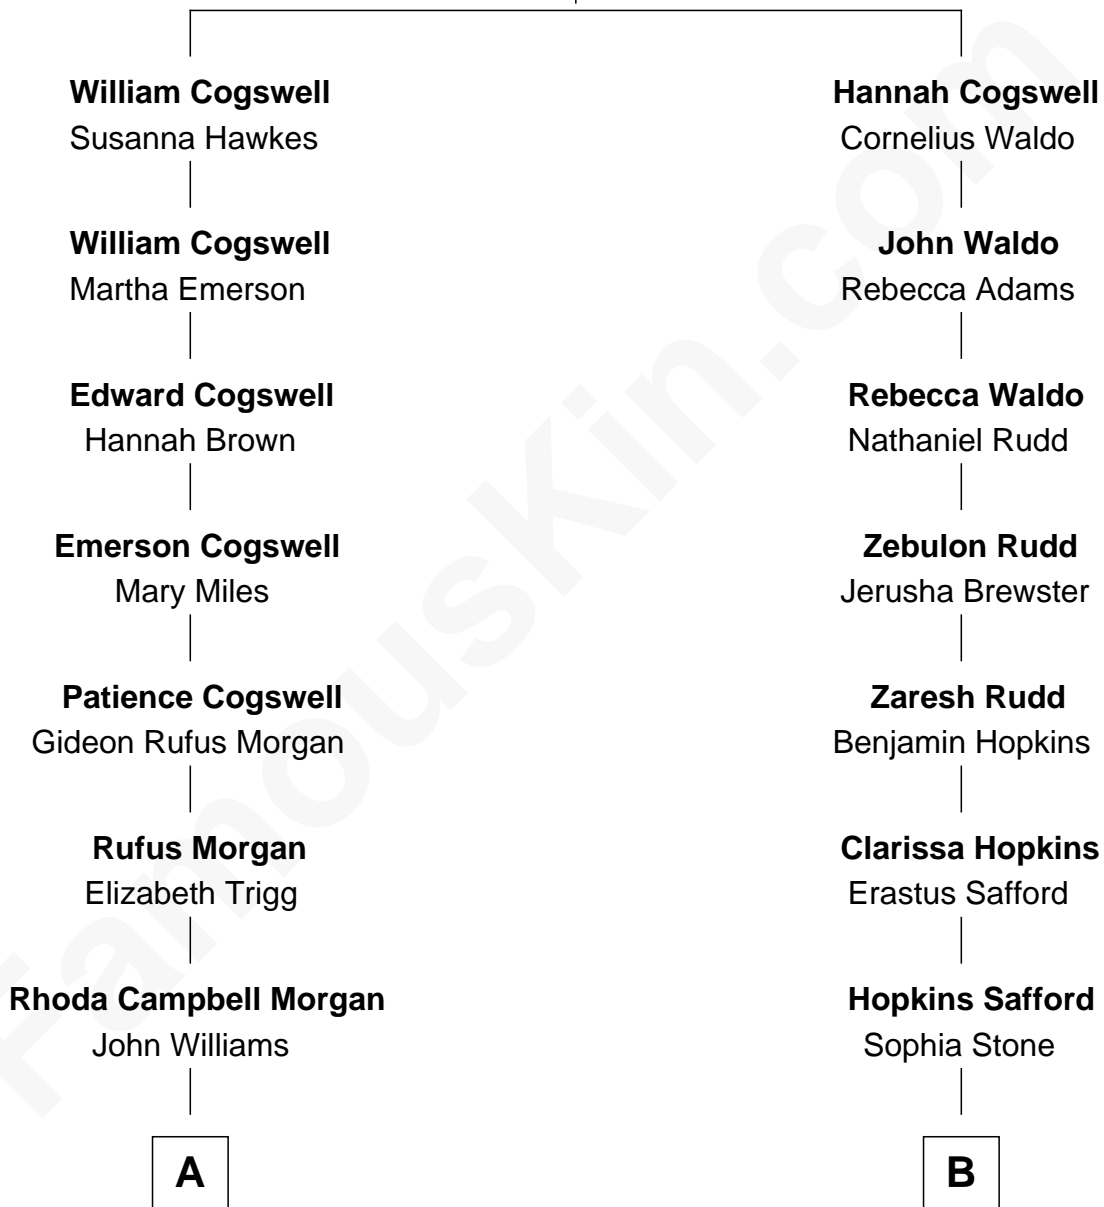 William Cogswell
Susanna Hawkes
William Cogswell
Martha Emerson
Edward Cogswell
Hannah Brown
Emerson Cogswell
Mary Miles
Patience Cogswell
Gideon Rufus Morgan
Rufus Morgan
Elizabeth Trigg
Rhoda Campbell Morgan
John Williams
A
Hannah Cogswell
Cornelius Waldo
John Waldo
Rebecca Adams
Rebecca Waldo
Nathaniel Rudd
Zebulon Rudd
Jerusha Brewster
Zaresh Rudd
Benjamin Hopkins
Clarissa Hopkins
Erastus Safford
Hopkins Safford
Sophia Stone
B
FamousKin.com